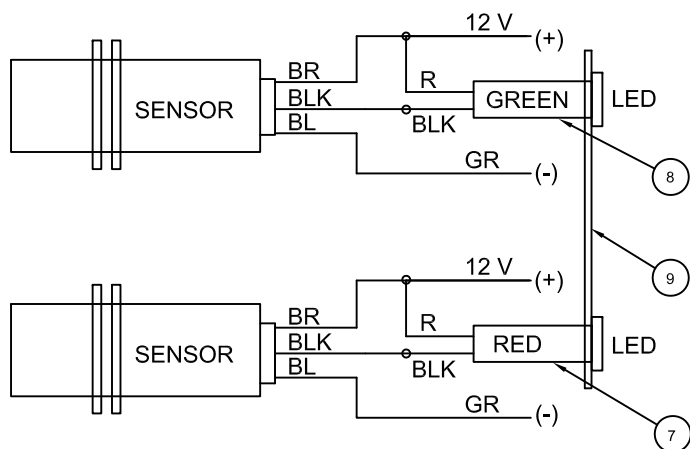 12 V (+)
BR
R
BLK
GREEN
LED
SENSOR
BL
BLK
GR (-)
8
9
12 V (+)
BR
R
BLK
RED
LED
SENSOR
BL
BLK
GR (-)
7